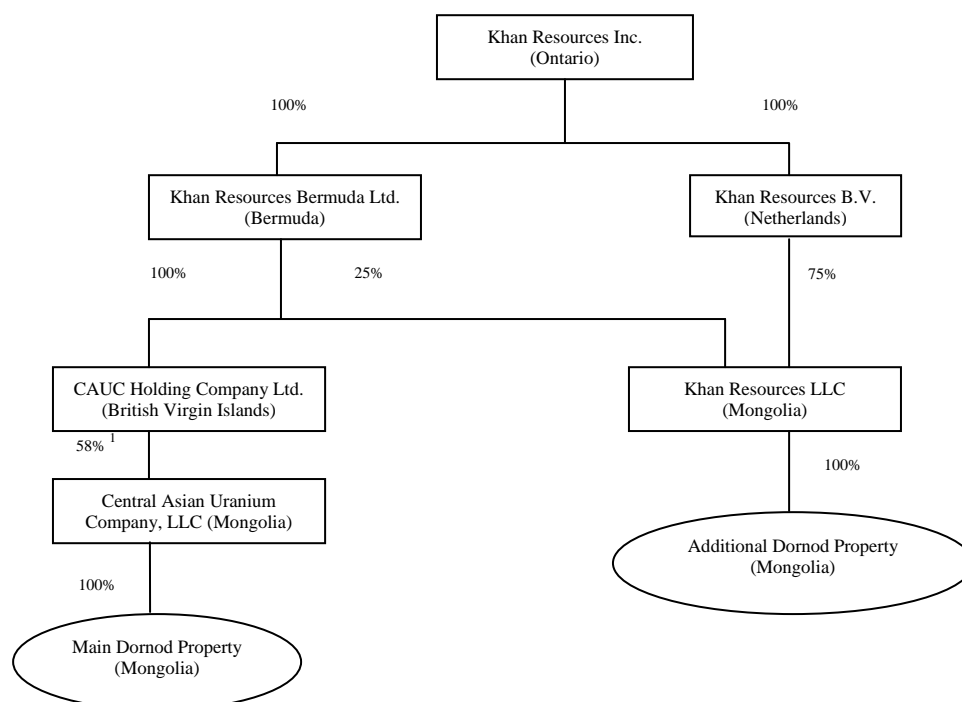 Khan Resources Inc.
(Ontario)
100%
100%
Khan Resources Bermuda Ltd.
(Bermuda)
Khan Resources B.V.
(Netherlands)
100%
25%
75%
CAUC Holding Company Ltd.
(British Virgin Islands)
Khan Resources LLC
(Mongolia)
58% 1
100%
Central Asian Uranium
Company, LLC (Mongolia)
Additional Dornod Property
(Mongolia)
100%
Main Dornod Property
(Mongolia)